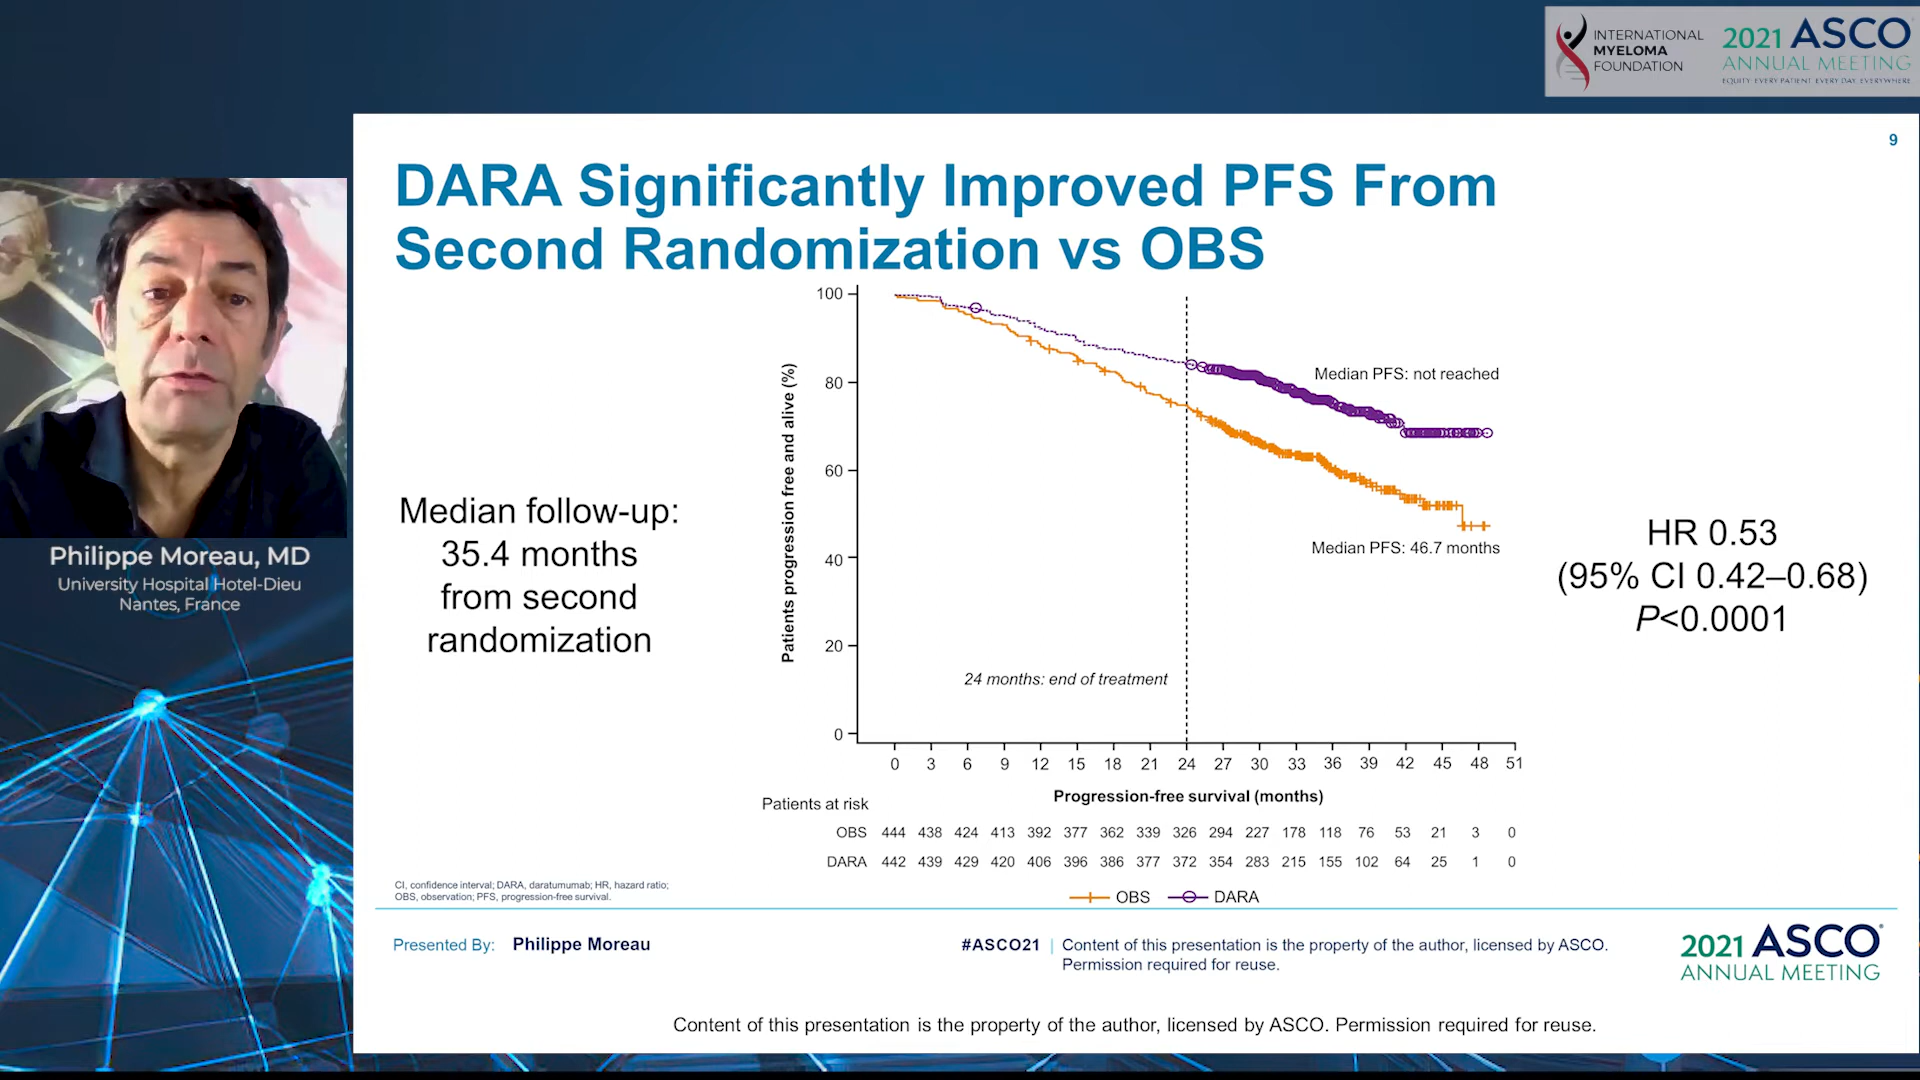 INTERNATIONAL
MYELOMA
FOUNDATION
2021 ASCO
ANNUAL MEETING
EQUITY: EVERY PATIENT. EVERY DAY. EVERYWHERE.
9
DARA Significantly Improved PFS From
Second Randomization vs OBS
Philippe Moreau, MD
University Hospital Hotel-Dieu
Nantes, France
Median follow-up:
35.4 months
from second
randomization
Patients progression free and alive (%)
100
80
60
40
20
0
Median PFS: not reached
Median PFS: 46.7 months
24 months: end of treatment
0 3 6 9 12 15 18 21 24 27 30 33 36 39 42 45 48 51
Progression-free survival (months)
Patients at risk
OBS 444 438 424 413 392 377 362 339 326 294 227 178 118 76 53 21 3 0
DARA 442 439 429 420 406 396 386 377 372 354 283 215 155 102 64 25 1 0
OBS DARA
HR 0.53
(95% CI 0.42–0.68)
P<0.0001
CI, confidence interval; DARA, daratumumab; HR, hazard ratio;
OBS, observation; PFS, progression-free survival.
Presented By: Philippe Moreau
#ASCO21 | Content of this presentation is the property of the author, licensed by ASCO.
Permission required for reuse.
2021 ASCO®
ANNUAL MEETING
Content of this presentation is the property of the author, licensed by ASCO. Permission required for reuse.